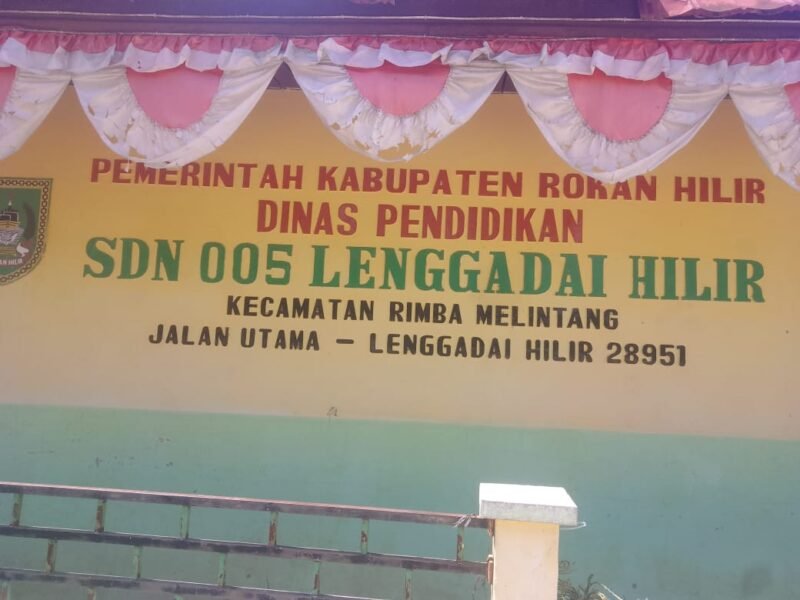 PEMERINTAH KABUPATEN ROKAN HILIR
DINAS PENDIDIKAN
SDN 005 LENGGADAI HILIR
KECAMATAN RIMBA MELINTANG
JALAN UTAMA – LENGGADAI HILIR 28951